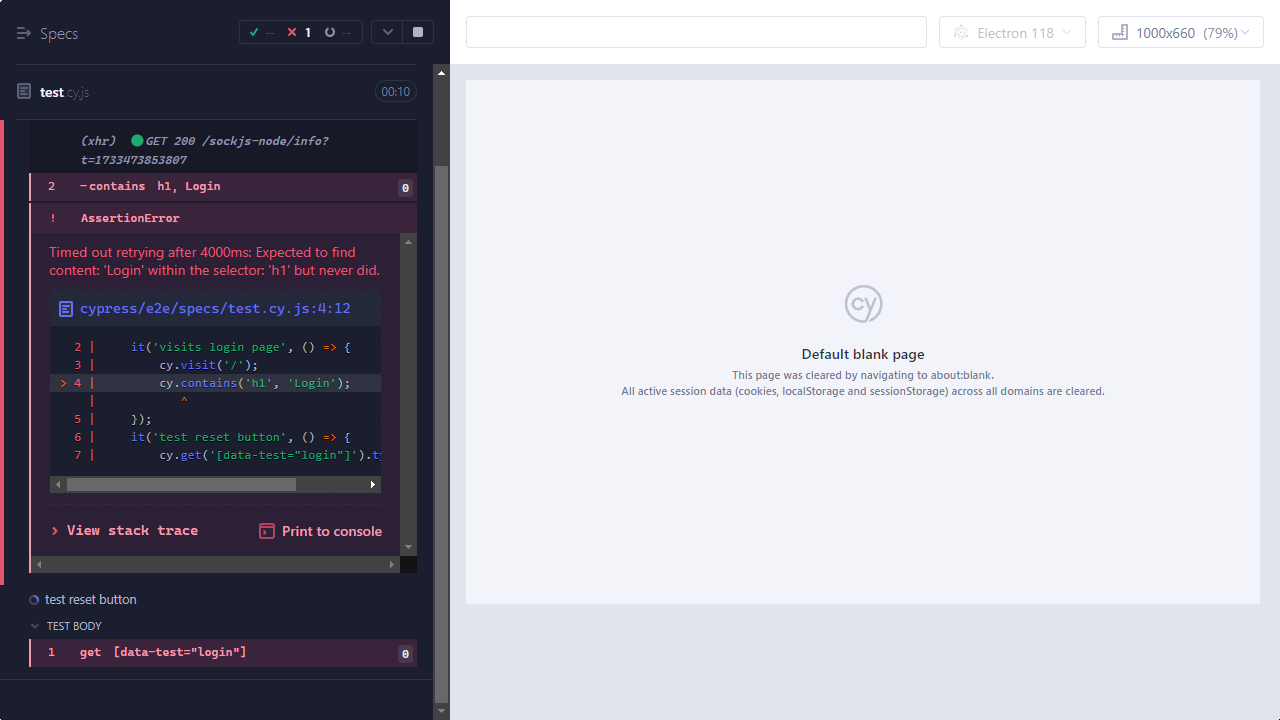 Specs
--
1
--
Electron 118
1000x660 (79%)
test.cy.js
00:10
(xhr) GET 200 /sockjs-node/info?
t=1733473853807
2 -contains h1, Login 0
! AssertionError
Timed out retrying after 4000ms: Expected to find
content: 'Login' within the selector: 'h1' but never did.
cypress/e2e/specs/test.cy.js:4:12
2 | it('visits login page', () => {
3 | cy.visit('/');
> 4 | cy.contains('h1', 'Login');
| ^
5 | });
6 | it('test reset button', () => {
7 | cy.get('[data-test="login"]').ty
View stack trace
Print to console
test reset button
TEST BODY
1 get [data-test="login"] 0
cy
Default blank page
This page was cleared by navigating to about:blank.
All active session data (cookies, localStorage and sessionStorage) across all domains are cleared.